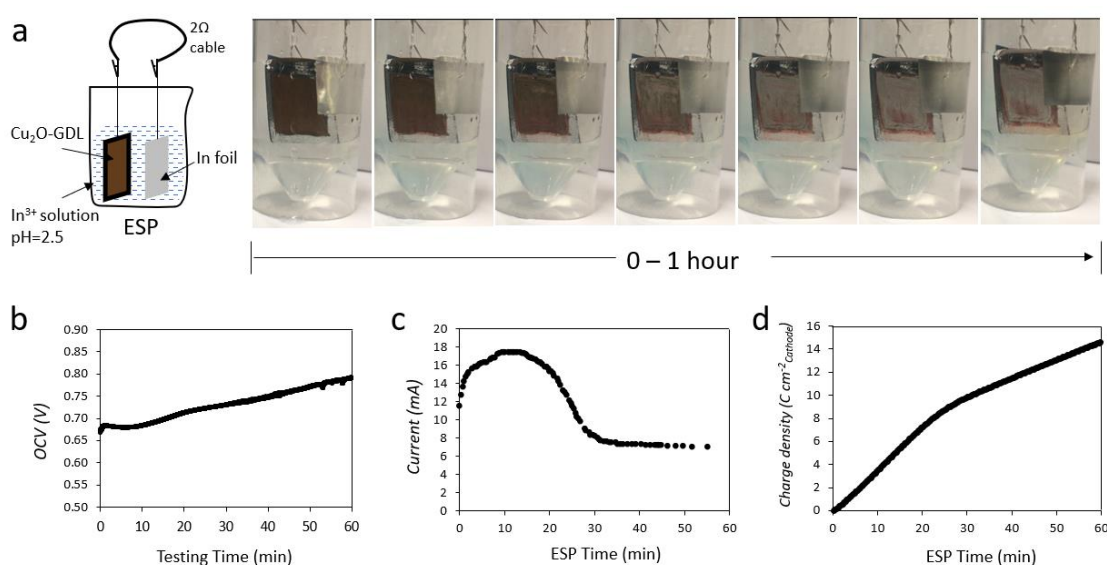 a
2Ω
cable
Cu₂O-GDL
In foil
In³⁺ solution
pH=2.5
ESP
0 – 1 hour
b
0.90
0.85
0.80
0.75
0.70
0.65
0.60
0.55
0.50
OCV (V)
0 10 20 30 40 50 60
Testing Time (min)
c
20
18
16
14
12
10
8
6
4
2
0
Current (mA)
0 10 20 30 40 50 60
ESP Time (min)
d
16
14
12
10
8
6
4
2
0
Charge density (C cm⁻²Cathode)
0 10 20 30 40 50 60
ESP Time (min)